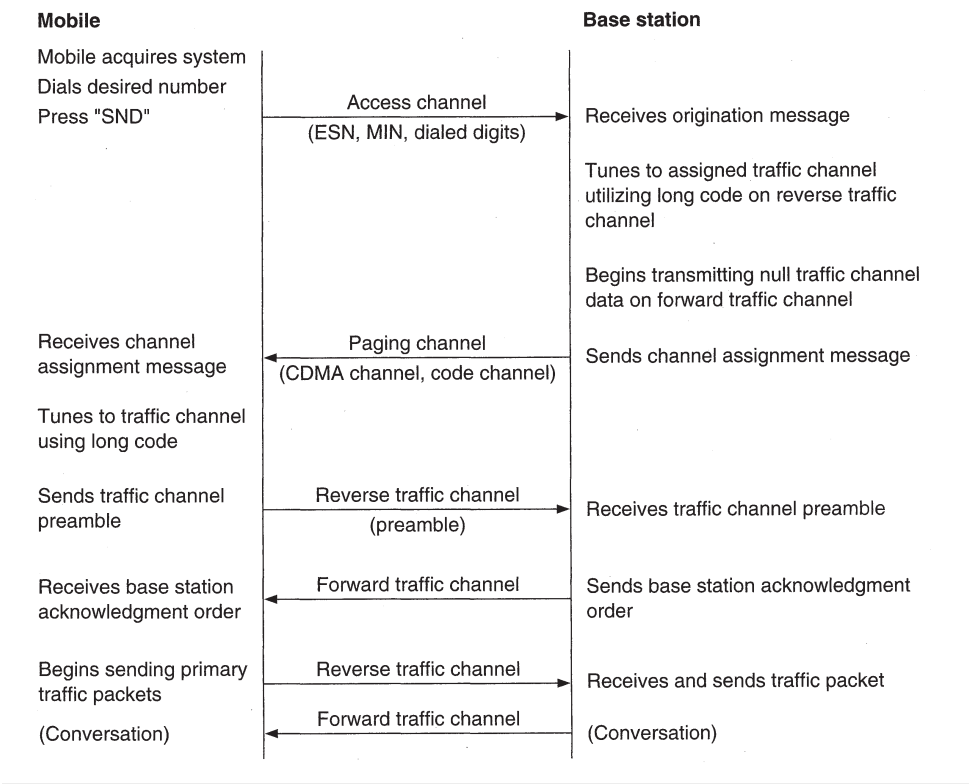 Mobile
Base station
Mobile acquires system
Dials desired number
Press "SND"
Access channel
(ESN, MIN, dialed digits)
Receives origination message
Tunes to assigned traffic channel
utilizing long code on reverse traffic
channel
Begins transmitting null traffic channel
data on forward traffic channel
Receives channel
assignment message
Paging channel
(CDMA channel, code channel)
Sends channel assignment message
Tunes to traffic channel
using long code
Sends traffic channel
preamble
Reverse traffic channel
(preamble)
Receives traffic channel preamble
Receives base station
acknowledgment order
Forward traffic channel
Sends base station acknowledgment
order
Begins sending primary
traffic packets
Reverse traffic channel
Receives and sends traffic packet
(Conversation)
Forward traffic channel
(Conversation)